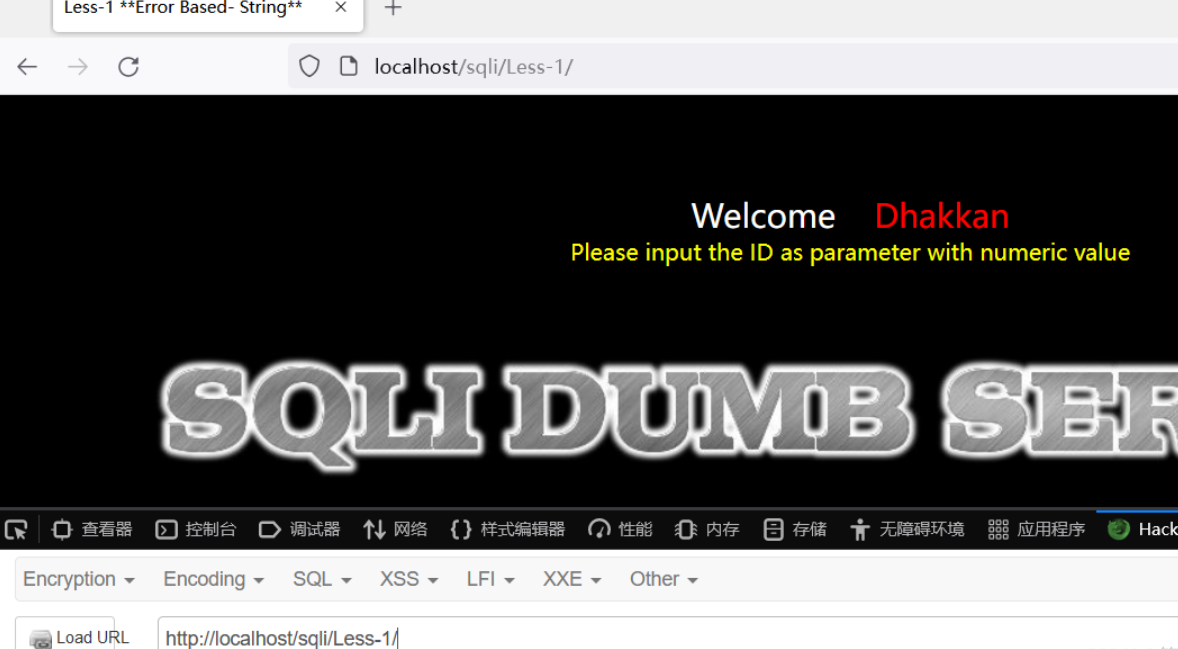 Less-1 **Error Based- String**
localhost/sqli/Less-1/
Welcome Dhakkan
Please input the ID as parameter with numeric value
SQLI DUMB SER
查看器 控制台 调试器 网络 样式编辑器 性能 内存 存储 无障碍环境 应用程序 Hack
Encryption Encoding SQL XSS LFI XXE Other
Load URL http://localhost/sqli/Less-1/